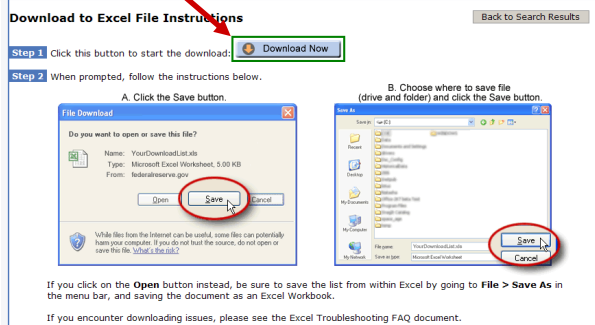 Download to Excel File Instructions
Back to Search Results
Step 1 Click this button to start the download:
Download Now
Step 2 When prompted, follow the instructions below.
A. Click the Save button.
File Download
Do you want to open or save this file?
Name: YourDownloadList.xls
Type: Microsoft Excel Worksheet, 5.00 KB
From: federalreserve.gov
Open Save Cancel
While files from the Internet can be useful, some files can potentially
harm your computer. If you do not trust the source, do not open or
save this file. What's the risk?
B. Choose where to save file
(drive and folder) and click the Save button.
Save As
Save in: (C:)
Recent
Desktop
My Documents
My Computer
My Network
Documents and Settings
Program Files
File name: YourDownloadList.xls
Save as type: Microsoft Excel Worksheet
Save
Cancel
If you click on the Open button instead, be sure to save the list from within Excel by going to File > Save As in
the menu bar, and saving the document as an Excel Workbook.
If you encounter downloading issues, please see the Excel Troubleshooting FAQ document.